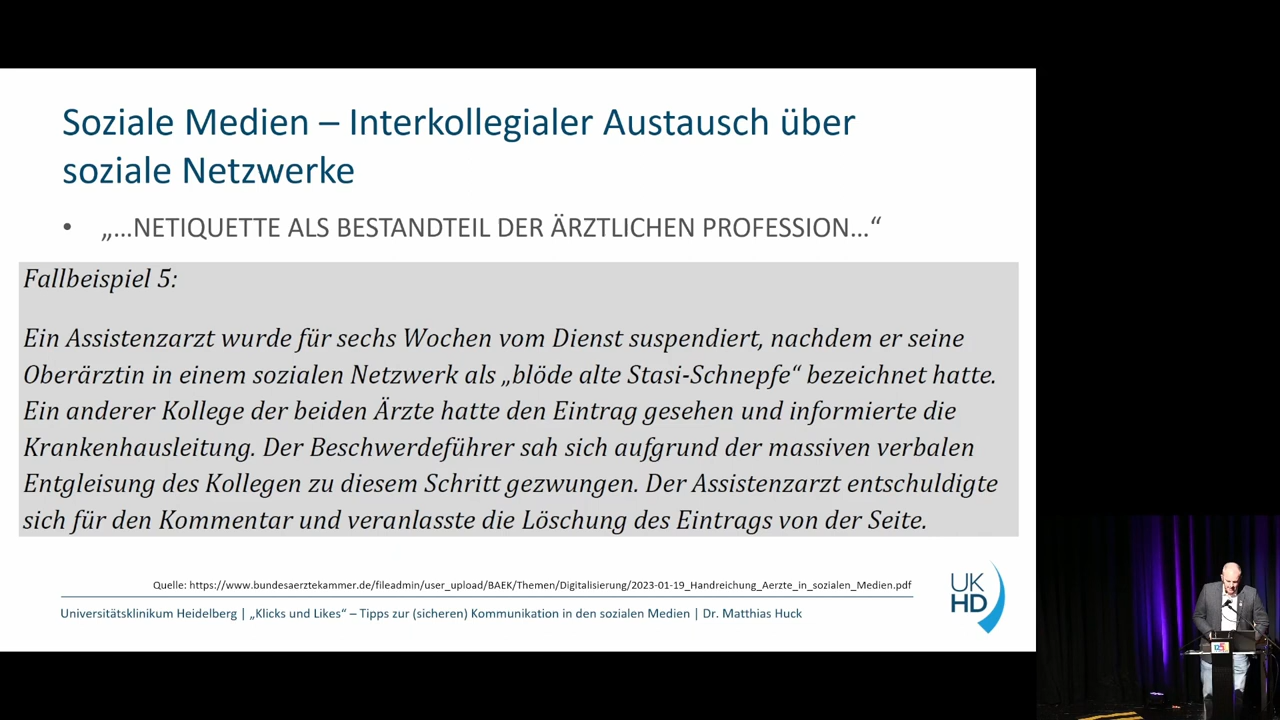 Soziale Medien – Interkollegialer Austausch über
soziale Netzwerke
• „…NETIQUETTE ALS BESTANDTEIL DER ÄRZTLICHEN PROFESSION…“
Fallbeispiel 5:
Ein Assistenzarzt wurde für sechs Wochen vom Dienst suspendiert, nachdem er seine
Oberärztin in einem sozialen Netzwerk als „blöde alte Stasi-Schnepfe“ bezeichnet hatte.
Ein anderer Kollege der beiden Ärzte hatte den Eintrag gesehen und informierte die
Krankenhausleitung. Der Beschwerdeführer sah sich aufgrund der massiven verbalen
Entgleisung des Kollegen zu diesem Schritt gezwungen. Der Assistenzarzt entschuldigte
sich für den Kommentar und veranlasste die Löschung des Eintrags von der Seite.
Quelle: https://www.bundesaerztekammer.de/fileadmin/user_upload/BAEK/Themen/Digitalisierung/2023-01-19_Handreichung_Aerzte_in_sozialen_Medien.pdf
Universitätsklinikum Heidelberg | „Klicks und Likes“ – Tipps zur (sicheren) Kommunikation in den sozialen Medien | Dr. Matthias Huck
UK
HD